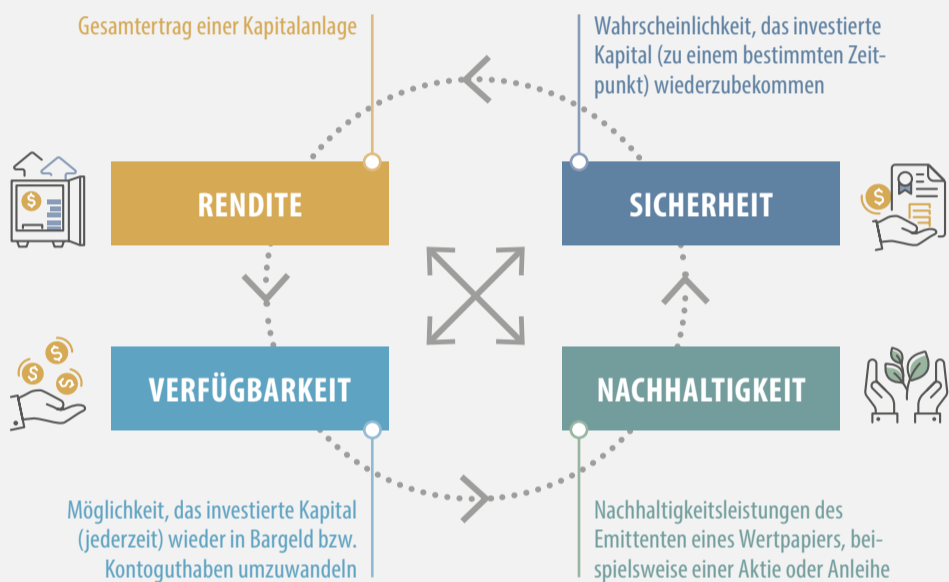 Gesamtertrag einer Kapitalanlage
Wahrscheinlichkeit, das investierte
Kapital (zu einem bestimmten Zeit-
punkt) wiederzubekommen
RENDITE
SICHERHEIT
VERFÜGBARKEIT
NACHHALTIGKEIT
Möglichkeit, das investierte Kapital
(jederzeit) wieder in Bargeld bzw.
Kontoguthaben umzuwandeln
Nachhaltigkeitsleistungen des
Emittenten eines Wertpapiers, bei-
spielsweise einer Aktie oder Anleihe